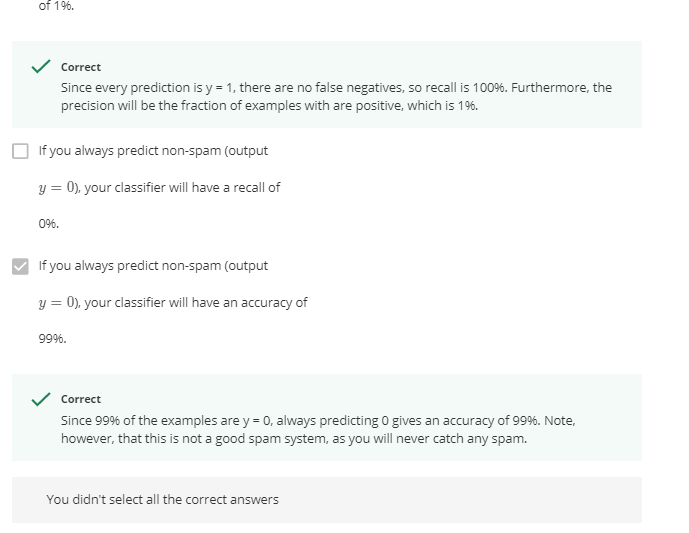 of 1%.
Correct
Since every prediction is y = 1, there are no false negatives, so recall is 100%. Furthermore, the
precision will be the fraction of examples with are positive, which is 1%.
If you always predict non-spam (output
y = 0), your classifier will have a recall of
0%.
If you always predict non-spam (output
y = 0), your classifier will have an accuracy of
99%.
Correct
Since 99% of the examples are y = 0, always predicting 0 gives an accuracy of 99%. Note,
however, that this is not a good spam system, as you will never catch any spam.
You didn't select all the correct answers